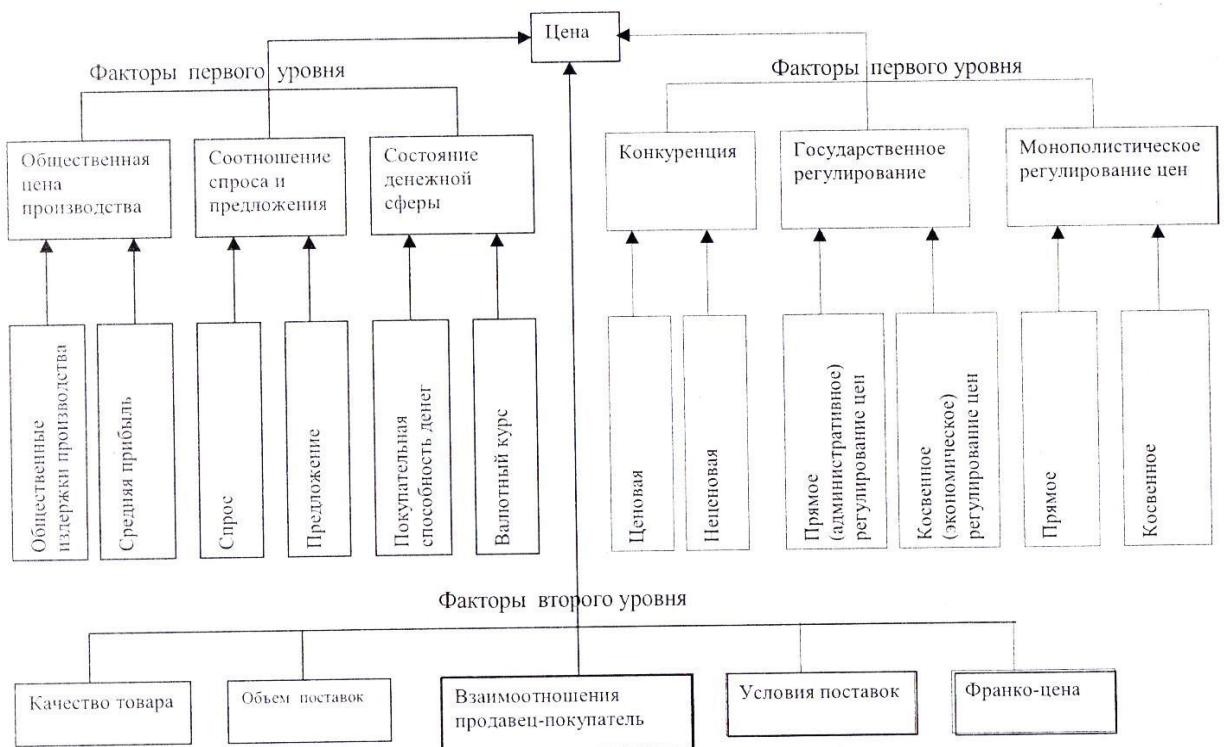 Цена
Факторы первого уровня
Факторы первого уровня
Общественная
цена
производства
Соотношение
спроса и
предложения
Состояние
денежной
сферы
Конкуренция
Государственное
регулирование
Монополистическое
регулирование цен
Общественные
издержки производства
Средняя прибыль
Спрос
Предложение
Покупательная
способность денег
Валютный курс
Ценовая
Неценовая
Прямое
(административное)
регулирование цен
Косвенное
(экономическое)
регулирование цен
Прямое
Косвенное
Факторы второго уровня
Качество товара
Объем поставок
Взаимоотношения
продавец-покупатель
Условия поставок
Франко-цена